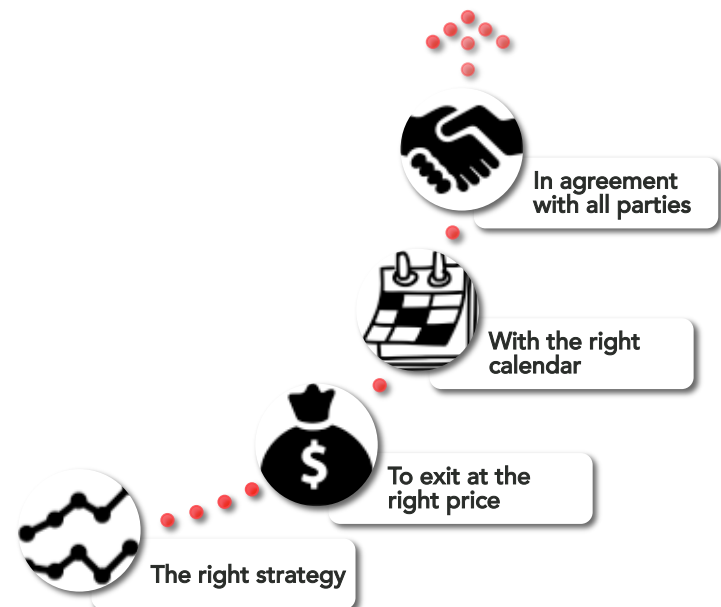 In agreement
with all parties
With the right
calendar
$
To exit at the
right price
The right strategy